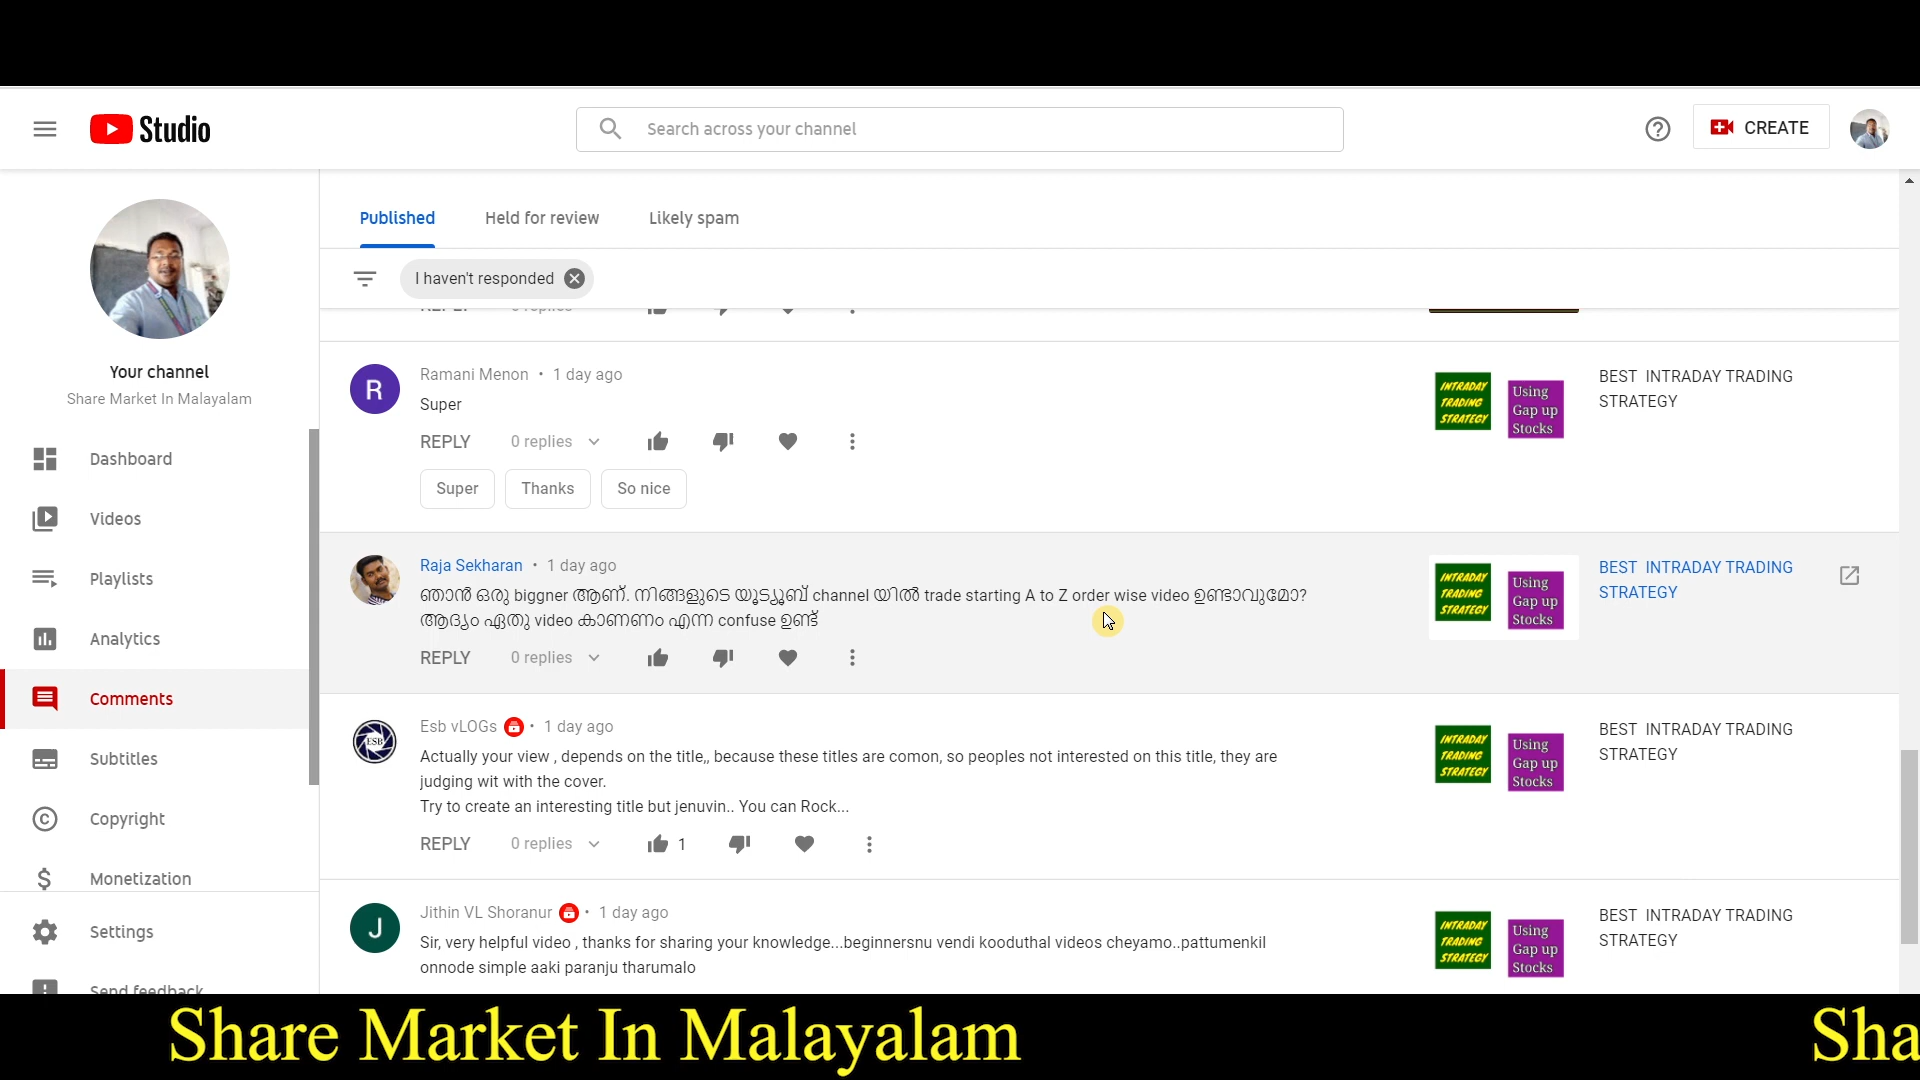 Studio
Search across your channel
CREATE
Your channel
Share Market In Malayalam
Dashboard
Videos
Playlists
Analytics
Comments
Subtitles
Copyright
Monetization
Settings
Send feedback
Published
Held for review
Likely spam
I haven't responded
REPLY 0 replies
Ramani Menon • 1 day ago
Super
REPLY 0 replies
Super
Thanks
So nice
INTRADAY
TRADING
STRATEGY
Using
Gap up
Stocks
BEST INTRADAY TRADING
STRATEGY
Raja Sekharan • 1 day ago
ഞാൻ ഒരു biggner ആണ്. നിങ്ങളുടെ യൂട്യൂബ് channel യിൽ trade starting A to Z order wise video ഉണ്ടാവുമോ?
ആദ്യം ഏതു video കാണണം എന്ന confuse ഉണ്ട്
REPLY 0 replies
INTRADAY
TRADING
STRATEGY
Using
Gap up
Stocks
BEST INTRADAY TRADING
STRATEGY
ESB
Esb vLOGs • 1 day ago
Actually your view , depends on the title,, because these titles are comon, so peoples not interested on this title, they are
judging wit with the cover.
Try to create an interesting title but jenuvin.. You can Rock...
REPLY 0 replies 1
INTRADAY
TRADING
STRATEGY
Using
Gap up
Stocks
BEST INTRADAY TRADING
STRATEGY
Jithin VL Shoranur • 1 day ago
Sir, very helpful video , thanks for sharing your knowledge...beginnersnu vendi kooduthal videos cheyamo..pattumenkil
onnode simple aaki paranju tharumalo
INTRADAY
TRADING
STRATEGY
Using
Gap up
Stocks
BEST INTRADAY TRADING
STRATEGY
R
J
Share Market In Malayalam
Sha